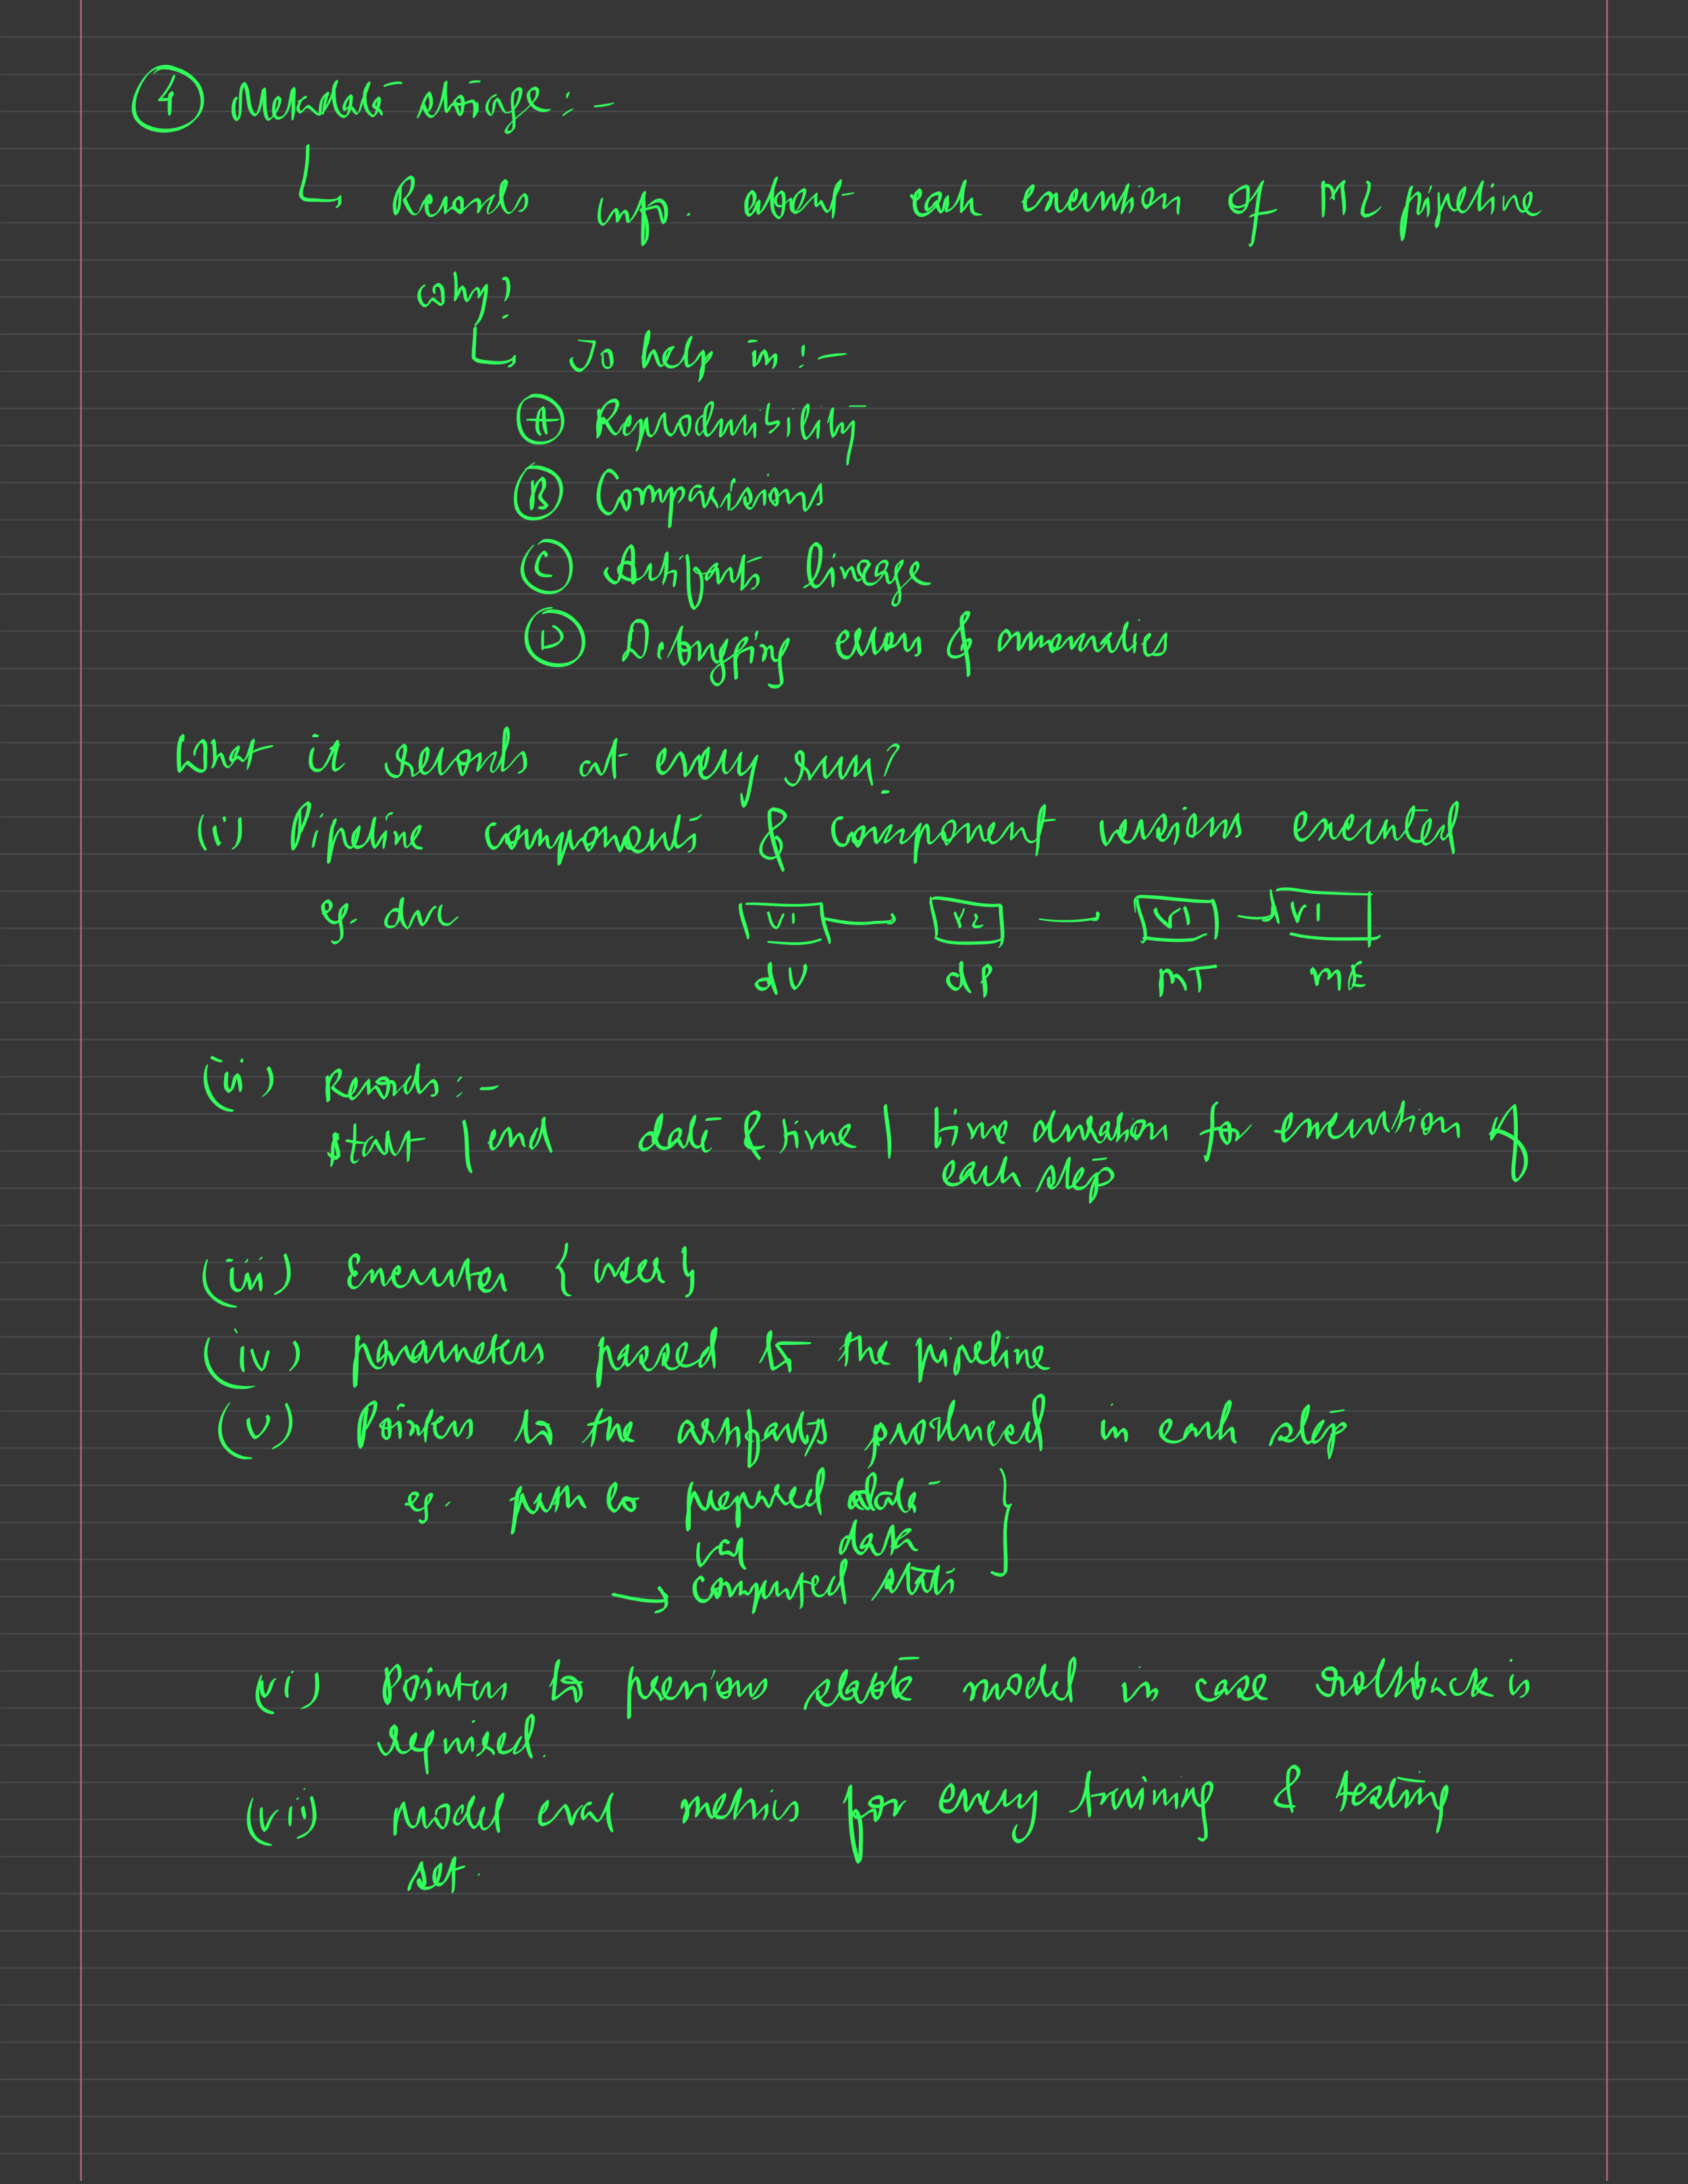 ④ Metadata storage :-
Records info. about each execution of ML pipeline
Why?
To help in :-
Ⓐ Reproducibility
Ⓑ Comparisions
Ⓒ Artifacts lineage
Ⓓ Debugging errors & anomalies
What it records at every run?
(i) Pipeline components & component versions executed
eg. dvc V1 V2 V1 V1
dV dP MT ME
(ii) Records :-
start | end date & time | time duration for execution of
each step
(iii) Executor {user}
(iv) parameters passed to the pipeline
(v) Pointers to the artifacts produced in each step
eg. path to prepared data
val data
→ computed stats
(vi) Pointers to previous stable model in case rollback is
required.
(vii) model eval metrics for every training & testing
set.